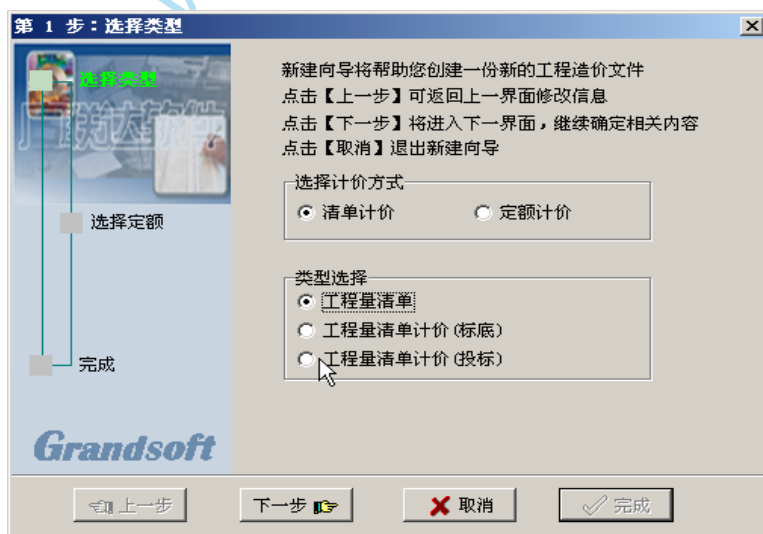 第 1 步：选择类型
选择类型
广联达软件
选择定额
完成
Grandsoft
新建向导将帮助您创建一份新的工程造价文件
点击【上一步】可返回上一界面修改信息
点击【下一步】将进入下一界面，继续确定相关内容
点击【取消】退出新建向导
选择计价方式
清单计价
定额计价
类型选择
工程量清单
工程量清单计价(标底)
工程量清单计价(投标)
上一步
下一步
取消
完成